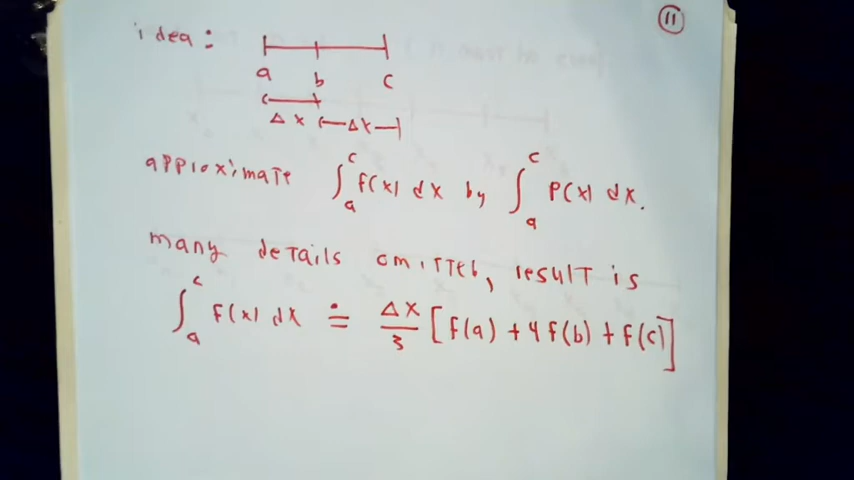 11
idea:
a b c
Δx Δx
approximate ∫_a^c f(x) dx by ∫_a^c P(x) dx.
many details omitted, result is
∫_a^c f(x) dx ≐ Δx/3 [f(a) + 4f(b) + f(c)]